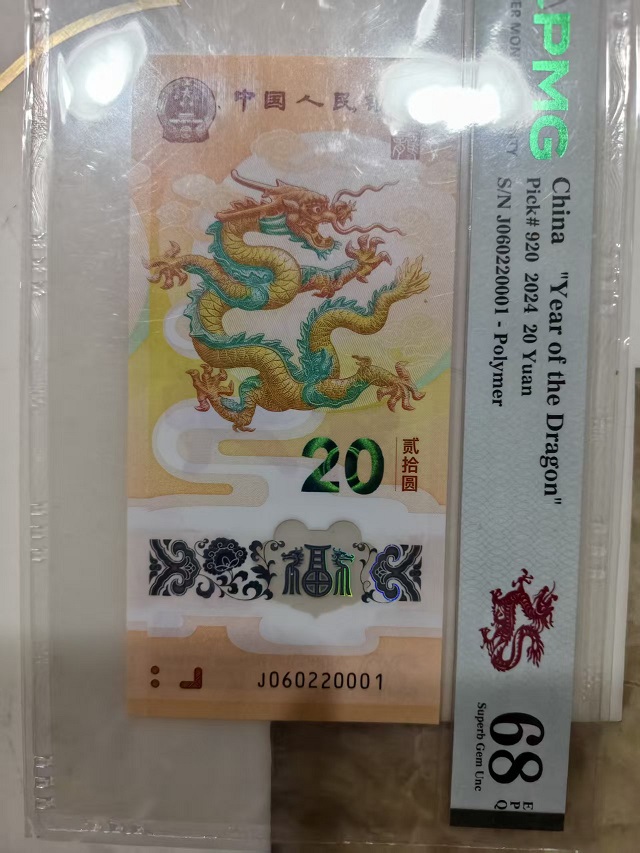 中国人民银
20
贰拾圆
福
J060220001
PMG
China "Year of the Dragon"
Pick# 920 2024 20 Yuan
S/N J060220001 - Polymer
68 EPQ
Superb Gem Unc